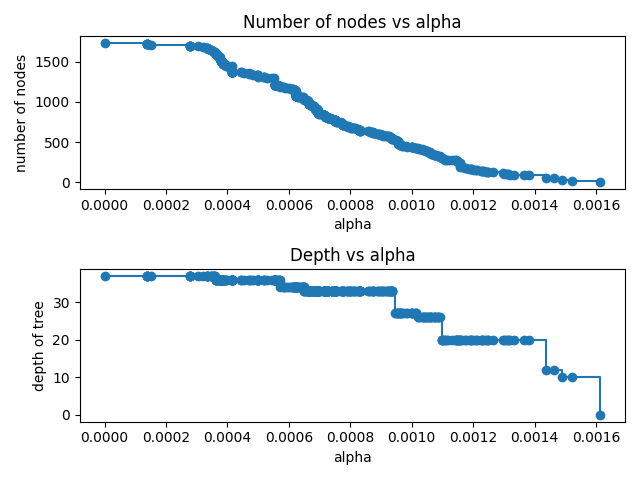 Number of nodes vs alpha
number of nodes
1500
1000
500
0
0.0000 0.0002 0.0004 0.0006 0.0008 0.0010 0.0012 0.0014 0.0016
alpha
Depth vs alpha
depth of tree
30
20
10
0
0.0000 0.0002 0.0004 0.0006 0.0008 0.0010 0.0012 0.0014 0.0016
alpha